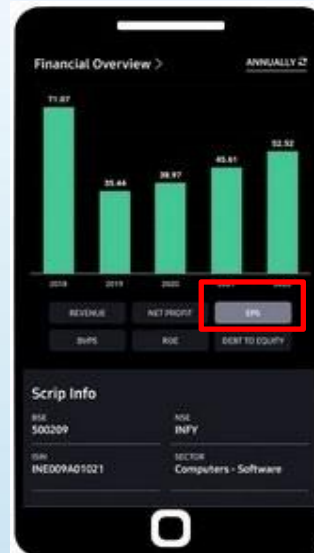 Financial Overview > ANNUALLY
71.07
35.44
38.97
45.61
52.52
2018 2019 2020 2021
REVENUE NET PROFIT EPS
BVPS ROE DEBT TO EQUITY
Scrip Info
BSE NSE
500209 INFY
ISIN SECTOR
INE009A01021 Computers - Software